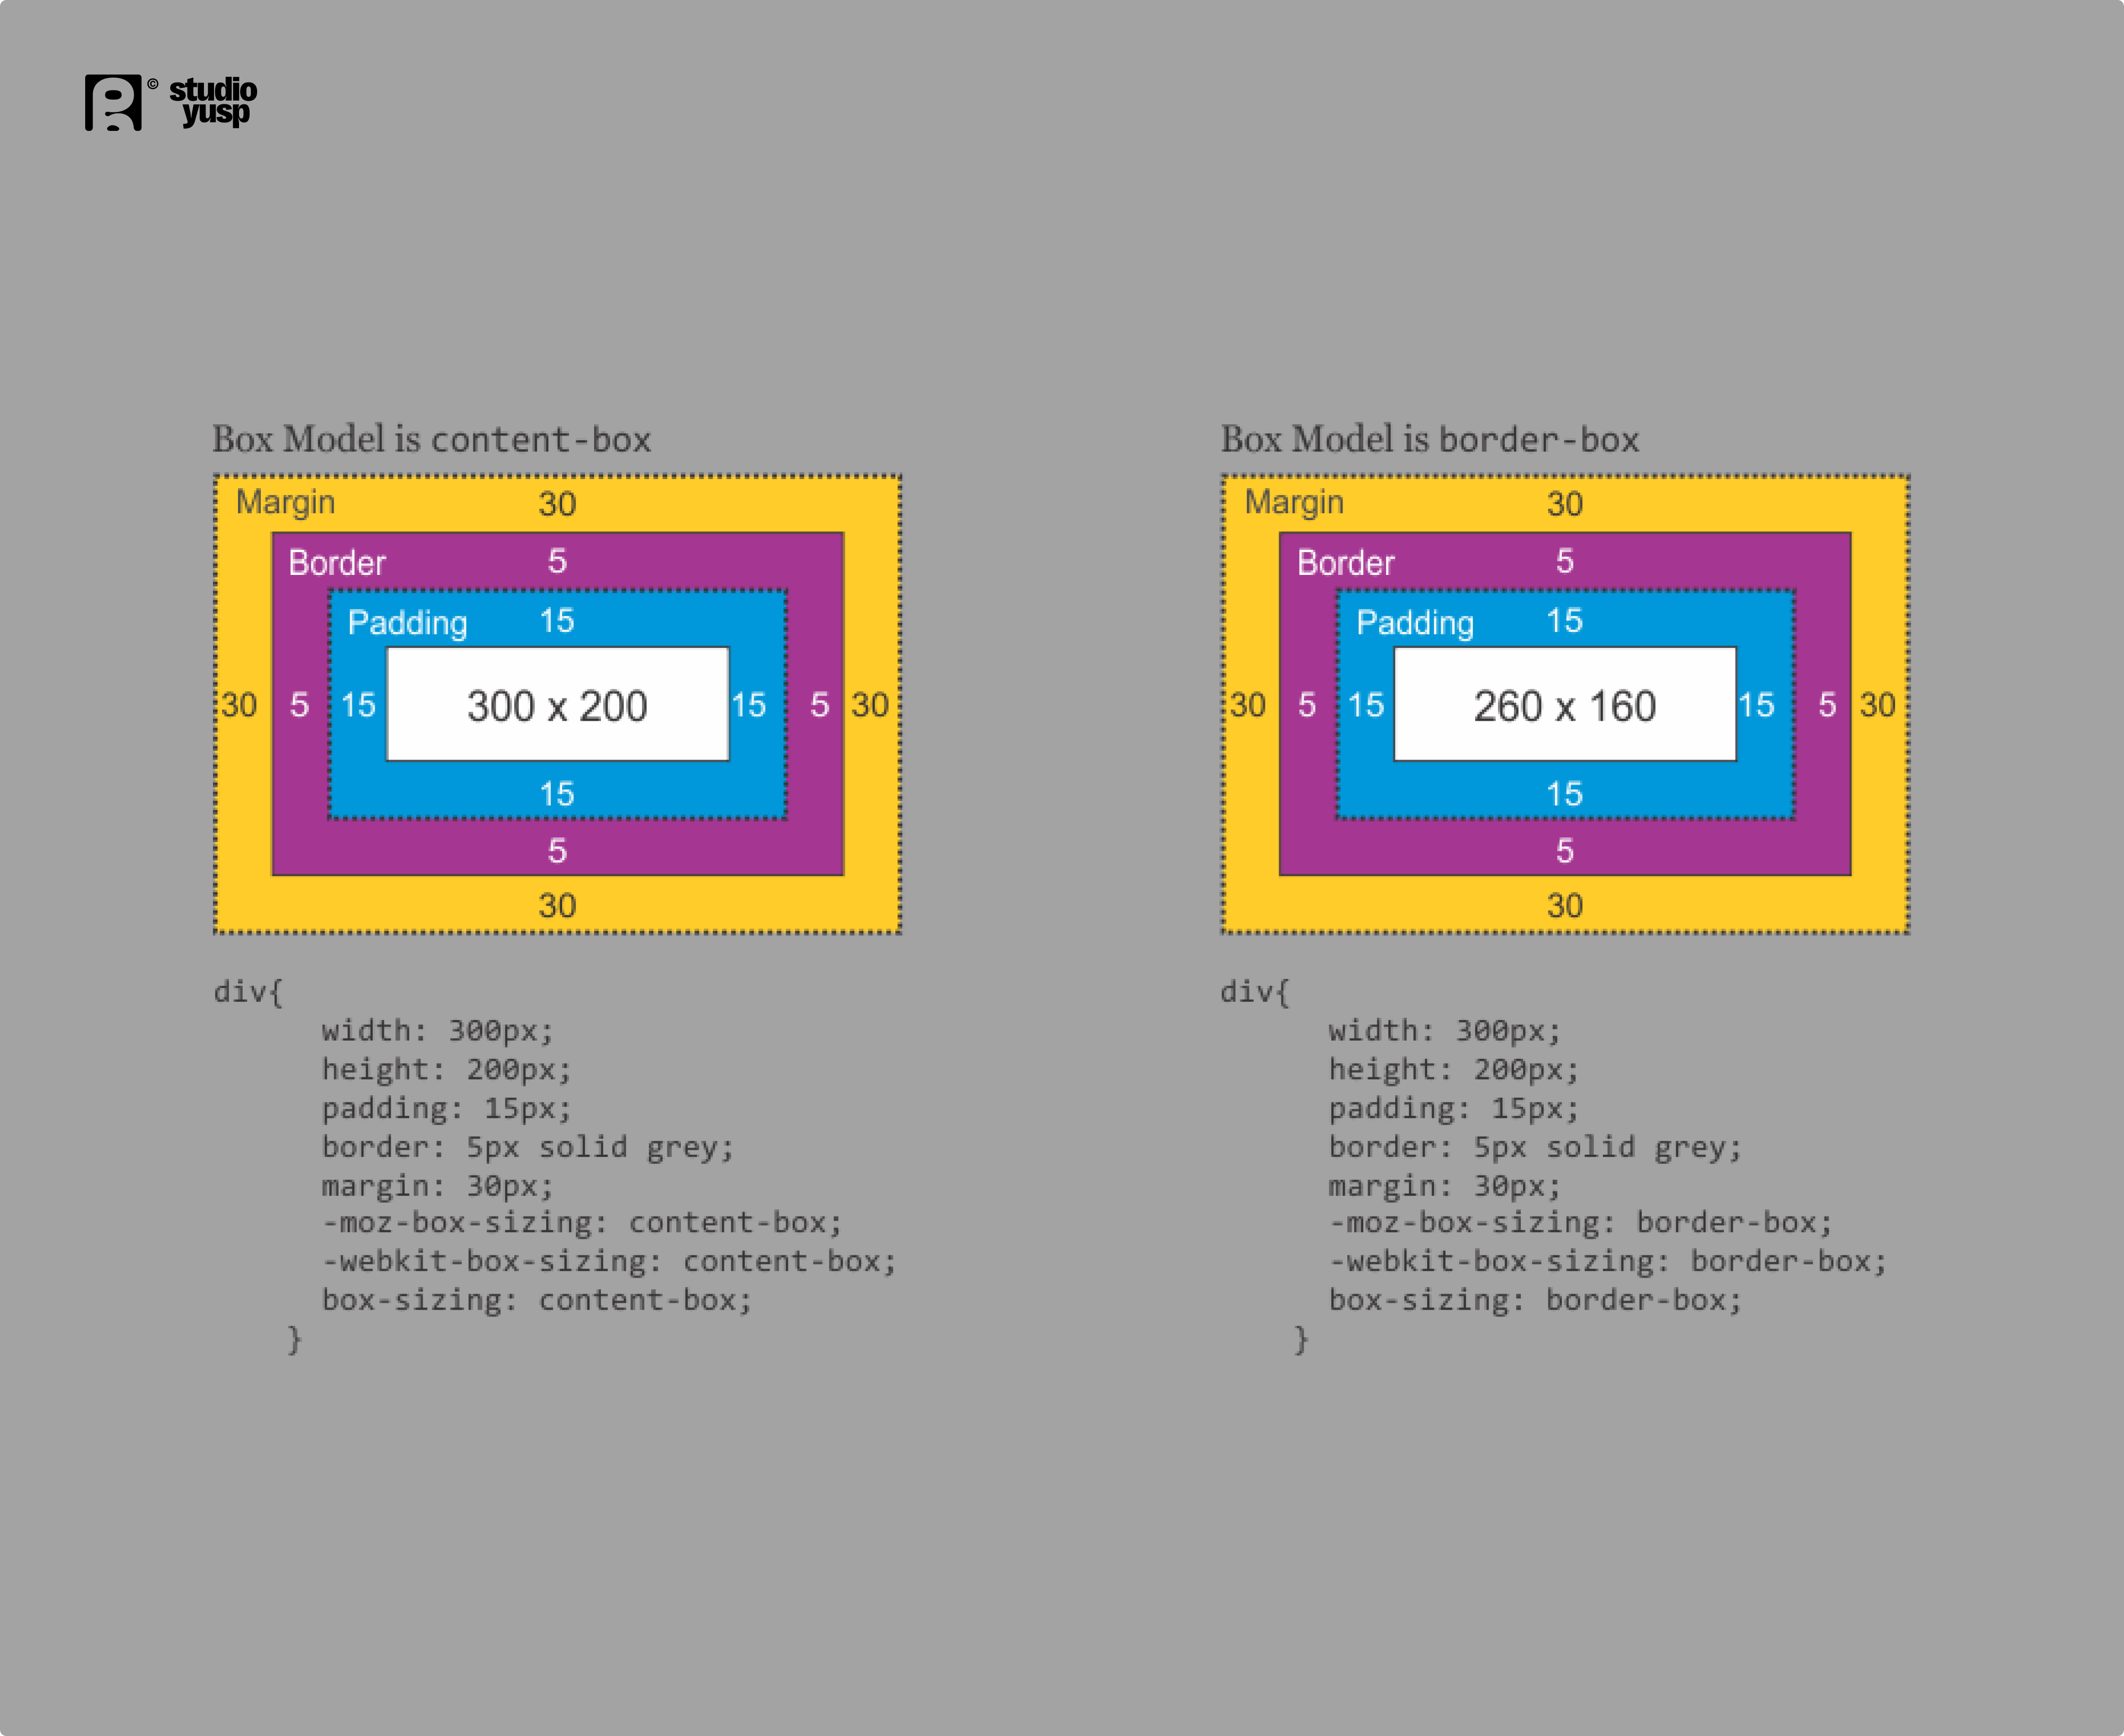 © studio
yusp
Box Model is content-box
Margin 30
Border 5
Padding 15
30 5 15 300 x 200 15 5 30
15
5
30
div{
width: 300px;
height: 200px;
padding: 15px;
border: 5px solid grey;
margin: 30px;
-moz-box-sizing: content-box;
-webkit-box-sizing: content-box;
box-sizing: content-box;
}
Box Model is border-box
Margin 30
Border 5
Padding 15
30 5 15 260 x 160 15 5 30
15
5
30
div{
width: 300px;
height: 200px;
padding: 15px;
border: 5px solid grey;
margin: 30px;
-moz-box-sizing: border-box;
-webkit-box-sizing: border-box;
box-sizing: border-box;
}